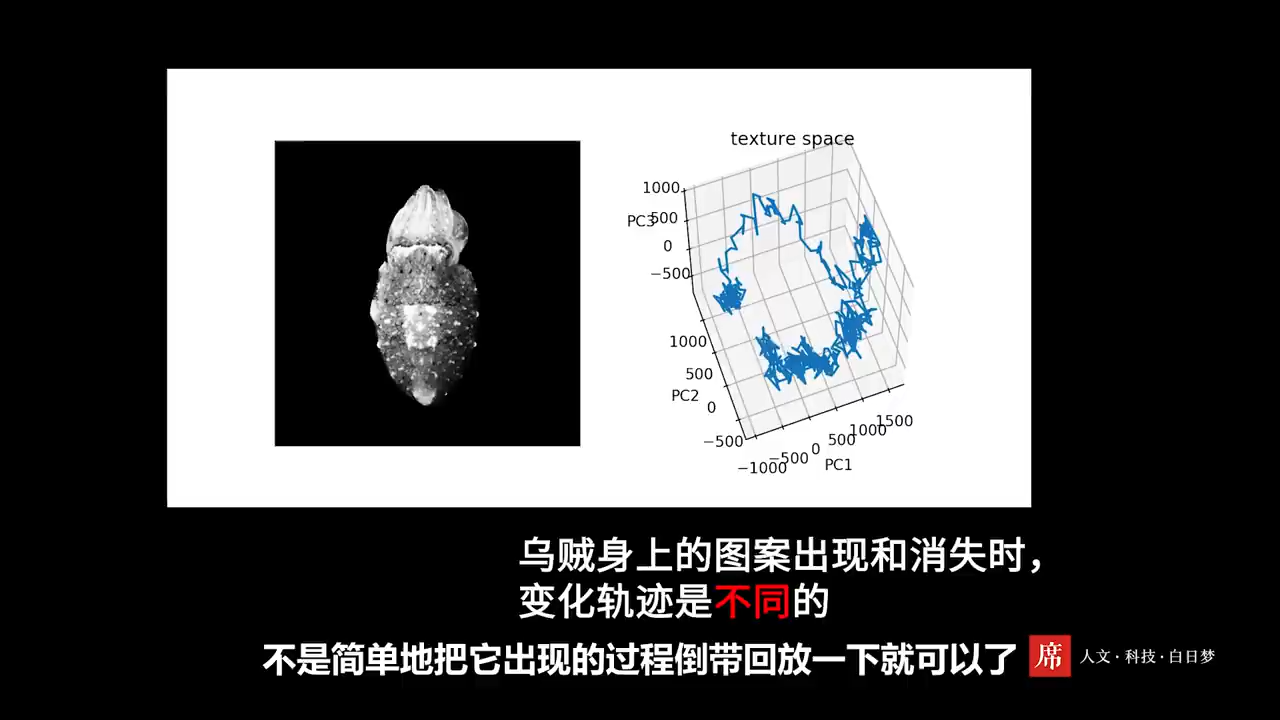 texture space
1000
PC3
500
0
−500
1000
500
PC2
0
−500
−1000
−500
0
500
1000
1500
PC1
乌贼身上的图案出现和消失时，
变化轨迹是不同的
不是简单地把它出现的过程倒带回放一下就可以了
席
人文·科技·白日梦